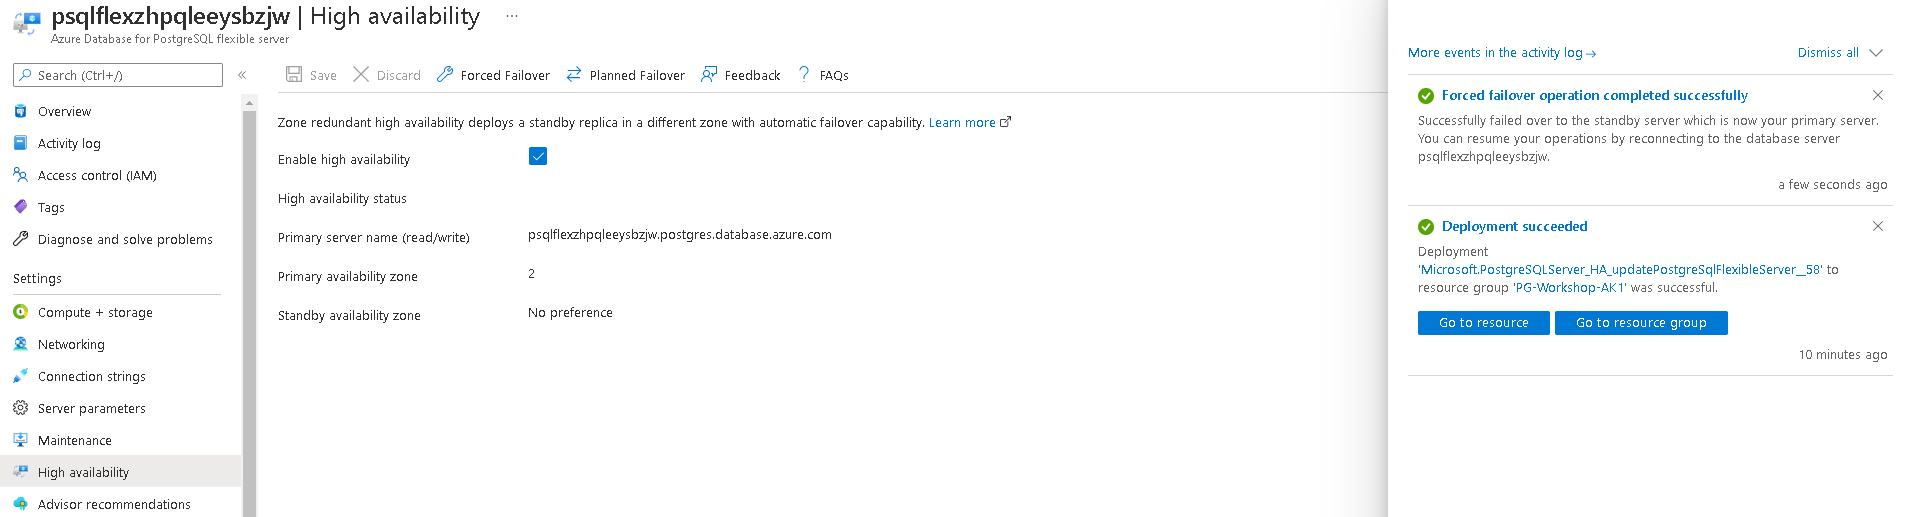 psqlflexzhpqleeysbzjw | High availability ...
Azure Database for PostgreSQL flexible server
Search (Ctrl+/)
«
Overview
Activity log
Access control (IAM)
Tags
Diagnose and solve problems
Settings
Compute + storage
Networking
Connection strings
Server parameters
Maintenance
High availability
Advisor recommendations
Save Discard Forced Failover Planned Failover Feedback ? FAQs
Zone redundant high availability deploys a standby replica in a different zone with automatic failover capability. Learn more
Enable high availability
High availability status
Primary server name (read/write) psqlflexzhpqleeysbzjw.postgres.database.azure.com
Primary availability zone 2
Standby availability zone No preference
More events in the activity log → Dismiss all
Forced failover operation completed successfully
Successfully failed over to the standby server which is now your primary server.
You can resume your operations by reconnecting to the database server
psqlflexzhpqleeysbzjw.
a few seconds ago
Deployment succeeded
Deployment
'Microsoft.PostgreSQLServer_HA_updatePostgreSqlFlexibleServer__58' to
resource group 'PG-Workshop-AK1' was successful.
Go to resource Go to resource group
10 minutes ago